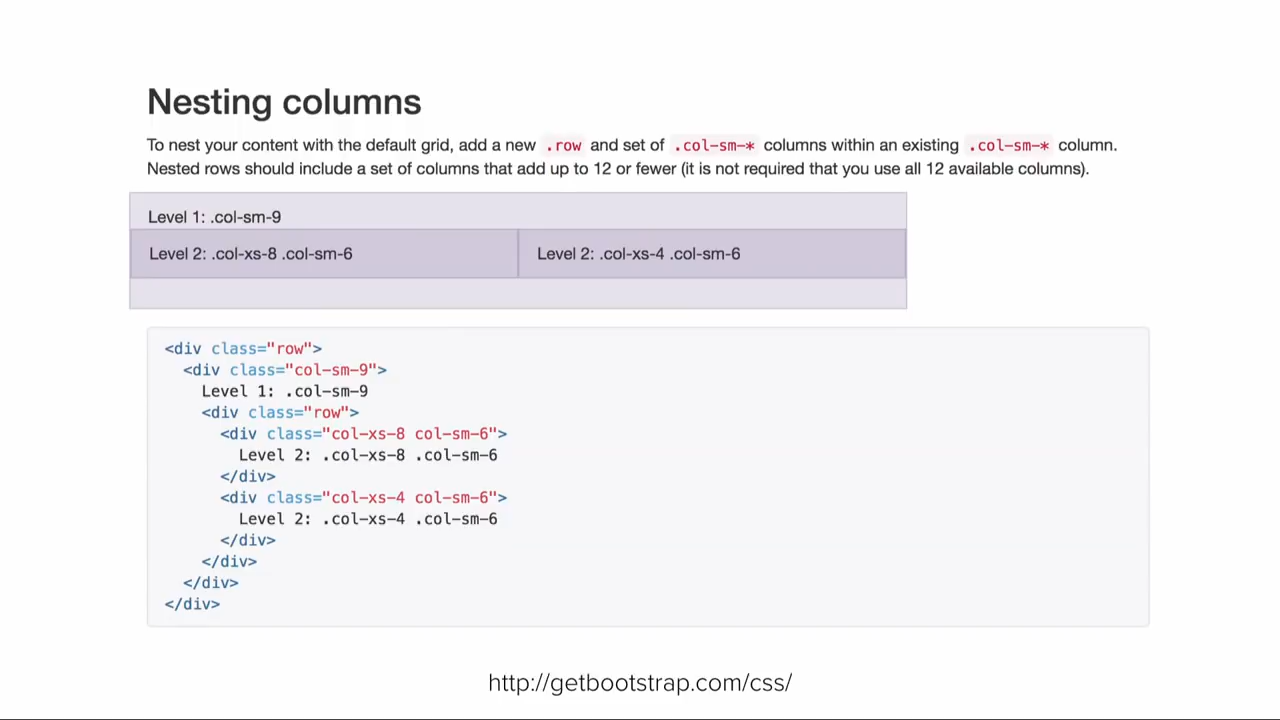 Nesting columns
To nest your content with the default grid, add a new .row and set of .col-sm-* columns within an existing .col-sm-* column.
Nested rows should include a set of columns that add up to 12 or fewer (it is not required that you use all 12 available columns).
Level 1: .col-sm-9
Level 2: .col-xs-8 .col-sm-6 Level 2: .col-xs-4 .col-sm-6
<div class="row">
  <div class="col-sm-9">
    Level 1: .col-sm-9
    <div class="row">
      <div class="col-xs-8 col-sm-6">
        Level 2: .col-xs-8 .col-sm-6
      </div>
      <div class="col-xs-4 col-sm-6">
        Level 2: .col-xs-4 .col-sm-6
      </div>
    </div>
  </div>
</div>
http://getbootstrap.com/css/